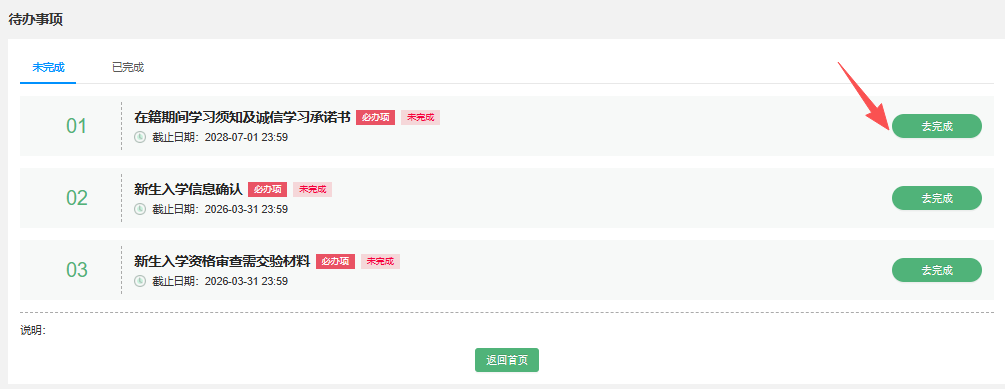 待办事项
未完成 已完成
01 在籍期间学习须知及诚信学习承诺书 必办项 未完成
截止日期：2028-07-01 23:59
去完成
02 新生入学信息确认 必办项 未完成
截止日期：2026-03-31 23:59
去完成
03 新生入学资格审查需交验材料 必办项 未完成
截止日期：2026-03-31 23:59
去完成
说明：
返回首页